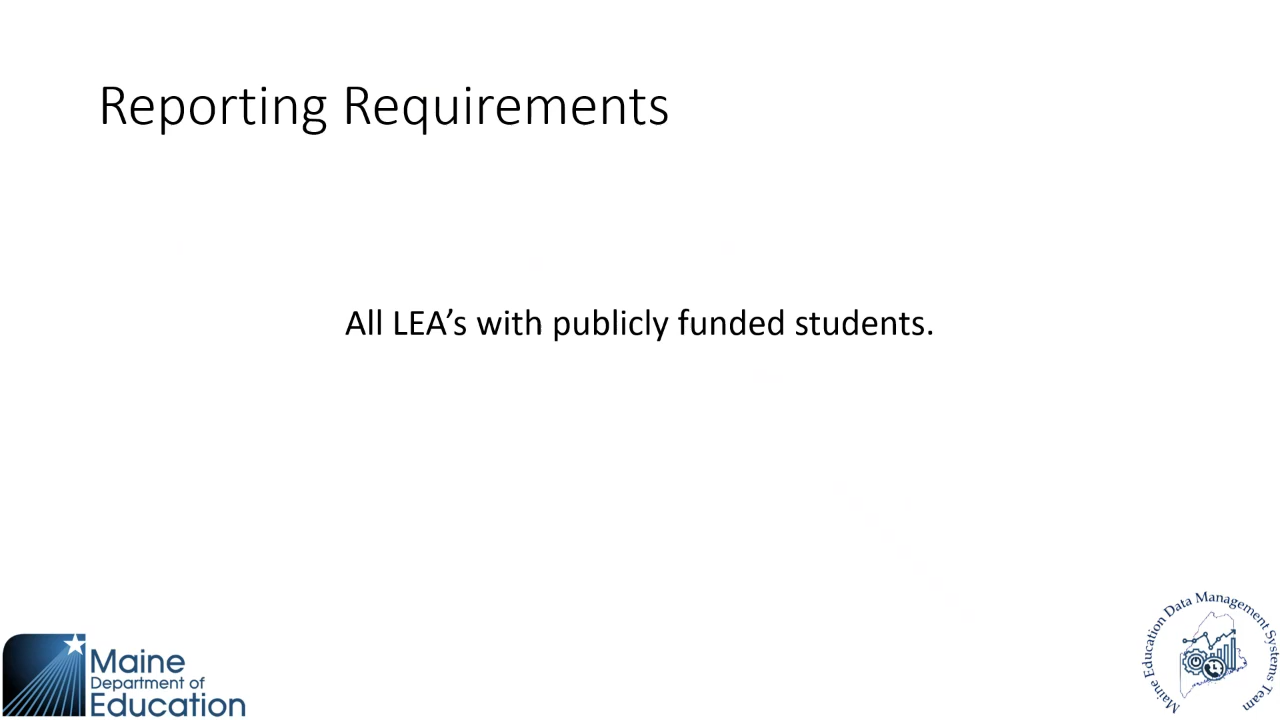 Reporting Requirements
All LEA’s with publicly funded students.
Maine
Department of
Education
Maine Education Data Management Systems Team